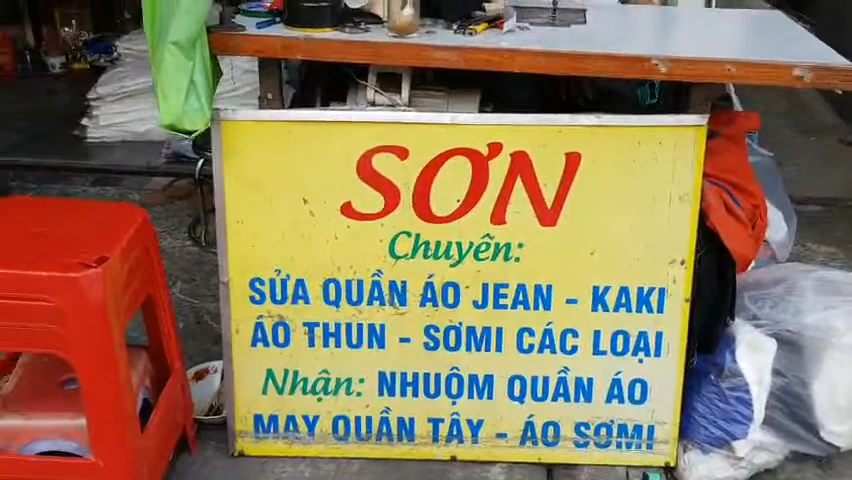 SƠN
Chuyên:
SỬA QUẦN ÁO JEAN - KAKI
ÁO THUN - SƠMI CÁC LOẠI
Nhận: NHUỘM QUẦN ÁO
MAY QUẦN TÂY - ÁO SƠMI